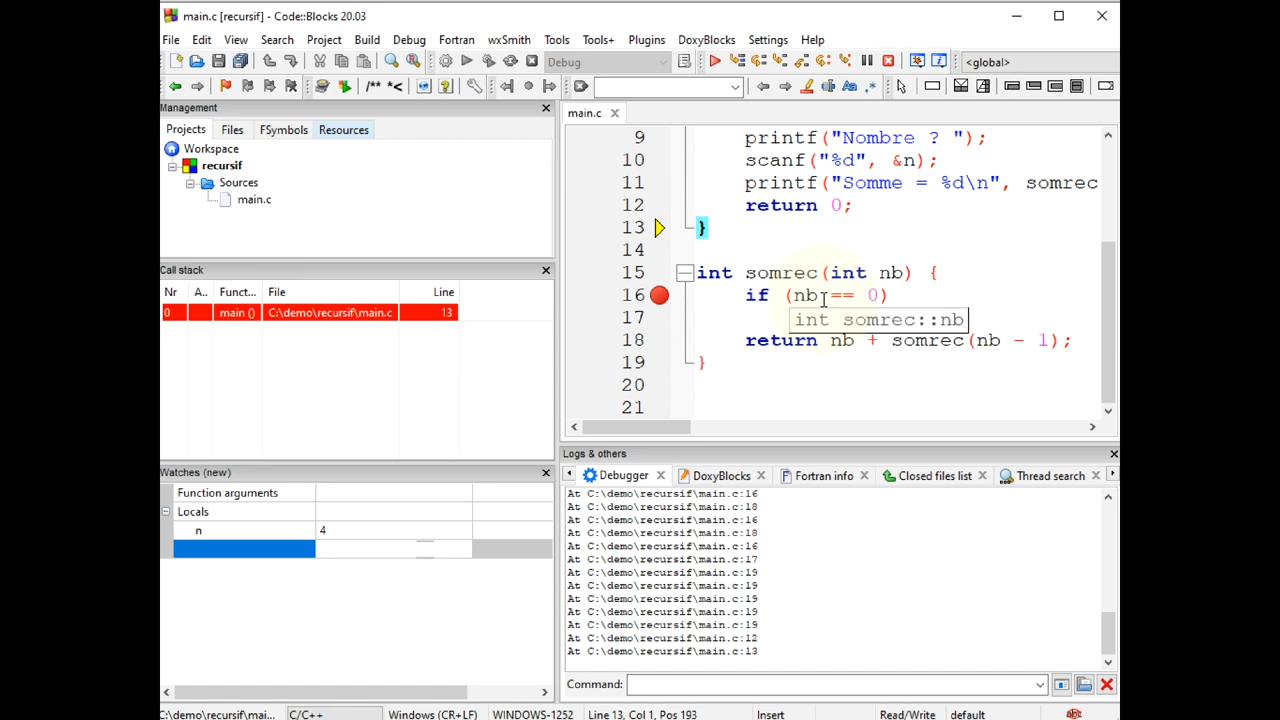 main.c [recursif] - Code::Blocks 20.03
File Edit View Search Project Build Debug Fortran wxSmith Tools Tools+ Plugins DoxyBlocks Settings Help
Debug <global>
/** *<
Aa .*
Management
Projects Files FSymbols Resources
Workspace
recursif
Sources
main.c
Call stack
Nr A.. Funct... File Line
0 main () C:\demo\recursif\main.c 13
Watches (new)
Function arguments
Locals
n 4
main.c
9 printf("Nombre ? ");
10 scanf("%d", &n);
11 printf("Somme = %d\n", somrec
12 return 0;
13 }
14
15 int somrec(int nb) {
16 if (nb == 0)
17 int somrec::nb
18 return nb + somrec(nb - 1);
19 }
20
21
Logs & others
Debugger DoxyBlocks Fortran info Closed files list Thread search
At C:\demo\recursif\main.c:16
At C:\demo\recursif\main.c:18
At C:\demo\recursif\main.c:16
At C:\demo\recursif\main.c:18
At C:\demo\recursif\main.c:16
At C:\demo\recursif\main.c:17
At C:\demo\recursif\main.c:19
At C:\demo\recursif\main.c:19
At C:\demo\recursif\main.c:19
At C:\demo\recursif\main.c:19
At C:\demo\recursif\main.c:19
At C:\demo\recursif\main.c:12
At C:\demo\recursif\main.c:13
Command:
C:\demo\recursif\mai... C/C++ Windows (CR+LF) WINDOWS-1252 Line 13, Col 1, Pos 193 Insert Read/Write default